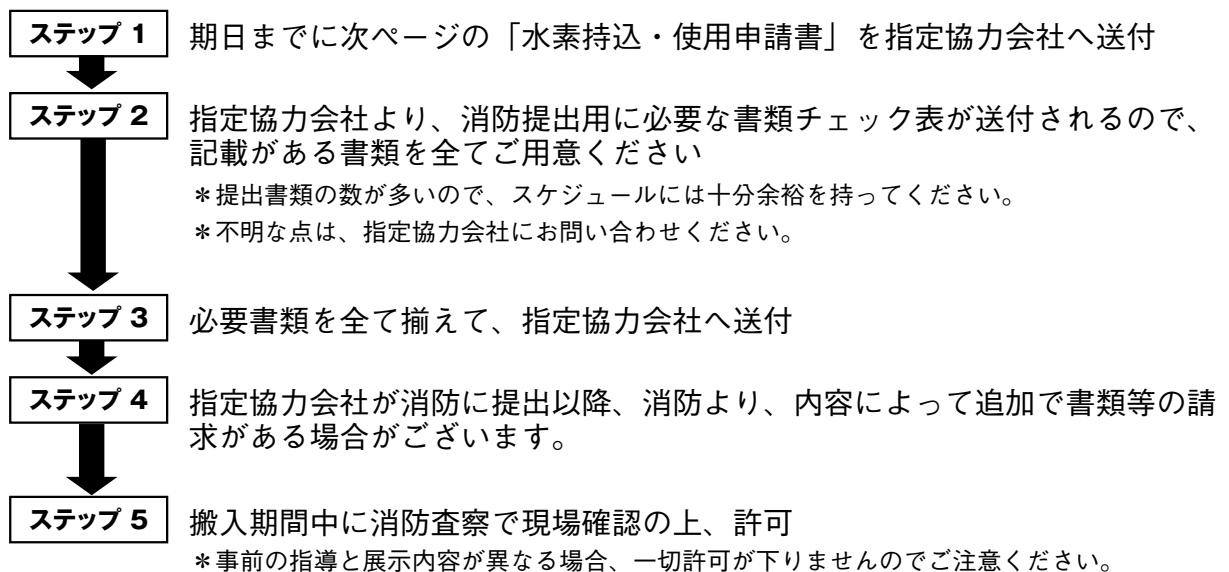 ステップ 1
期日までに次ページの「水素持込・使用申請書」を指定協力会社へ送付
ステップ 2
指定協力会社より、消防提出用に必要な書類チェック表が送付されるので、
記載がある書類を全てご用意ください
＊提出書類の数が多いので、スケジュールには十分余裕を持ってください。
＊不明な点は、指定協力会社にお問い合わせください。
ステップ 3
必要書類を全て揃えて、指定協力会社へ送付
ステップ 4
指定協力会社が消防に提出以降、消防より、内容によって追加で書類等の請
求がある場合がございます。
ステップ 5
搬入期間中に消防査察で現場確認の上、許可
＊事前の指導と展示内容が異なる場合、一切許可が下りませんのでご注意ください。